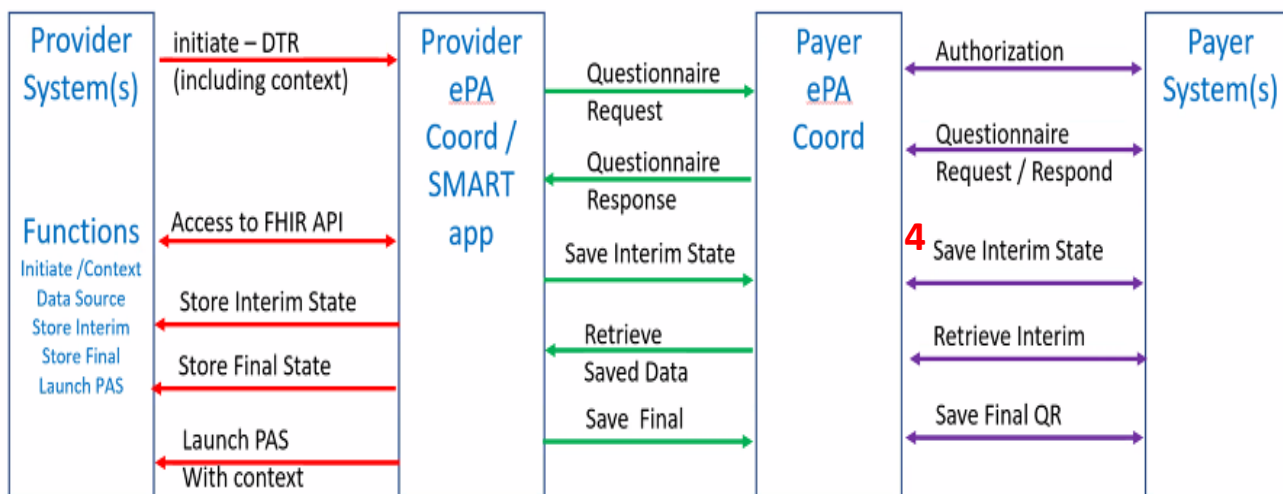 Provider
System(s)
Functions
Initiate /Context
Data Source
Store Interim
Store Final
Launch PAS
initiate – DTR
(including context)
Access to FHIR API
Store Interim State
Store Final State
Launch PAS
With context
Provider
ePA
Coord /
SMART
app
Questionnaire
Request
Questionnaire
Response
Save Interim State
Retrieve
Saved Data
Save Final
Payer
ePA
Coord
Authorization
Questionnaire
Request / Respond
4
Save Interim State
Retrieve Interim
Save Final QR
Payer
System(s)